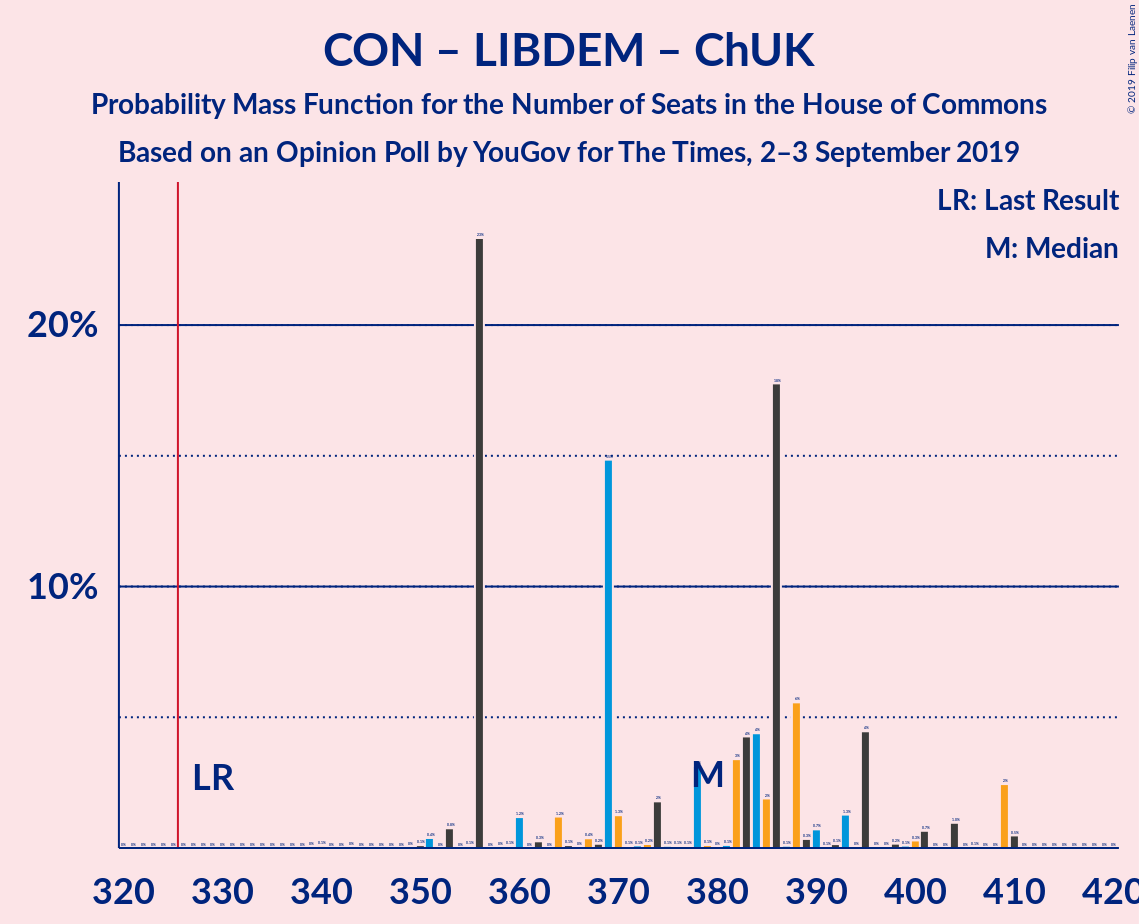 CON – LIBDEM – ChUK
Probability Mass Function for the Number of Seats in the House of Commons
Based on an Opinion Poll by YouGov for The Times, 2–3 September 2019
© 2019 Filip van Laenen
LR: Last Result
M: Median
20%
10%
LR
M
320 330 340 350 360 370 380 390 400 410 420